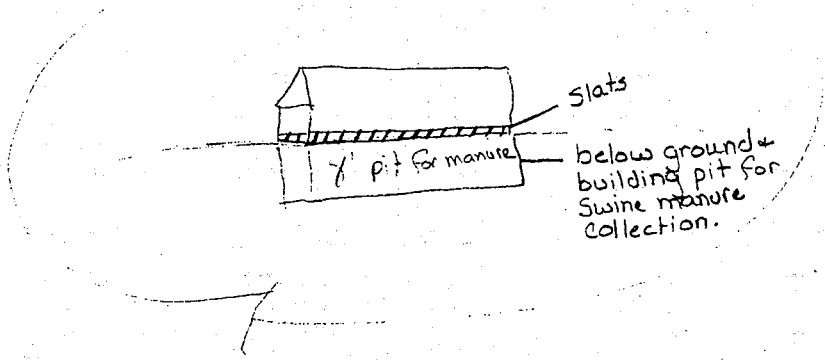 Slats
pit for manure
below ground &
building pit for
Swine manure
collection.